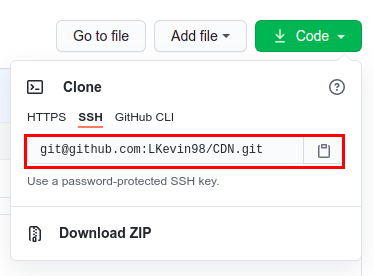 Go to file Add file Code
Clone
HTTPS SSH GitHub CLI
git@github.com:LKevin98/CDN.git
Use a password-protected SSH key.
Download ZIP